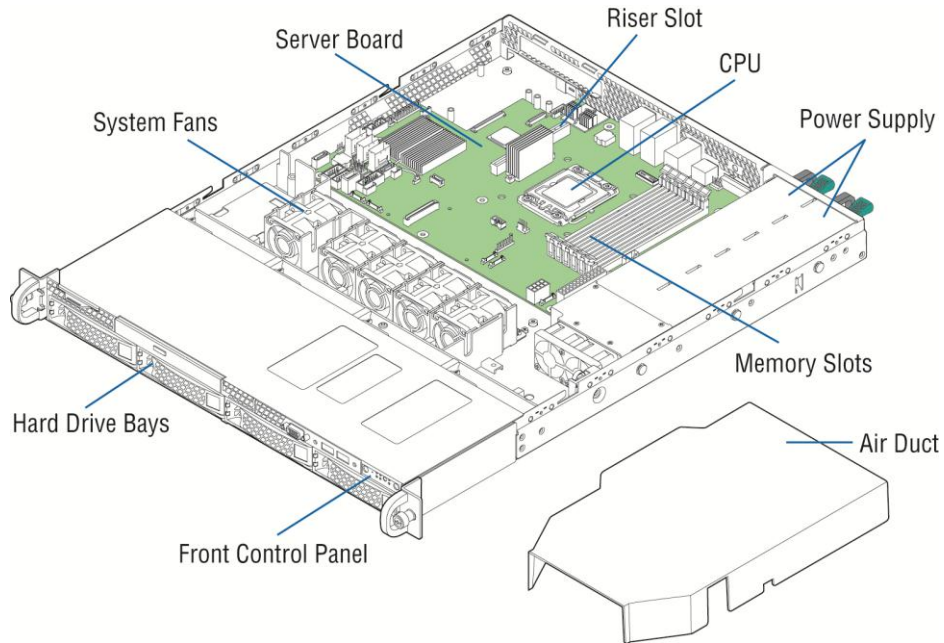 Riser Slot
Server Board
CPU
System Fans
Power Supply
Memory Slots
Hard Drive Bays
Air Duct
Front Control Panel